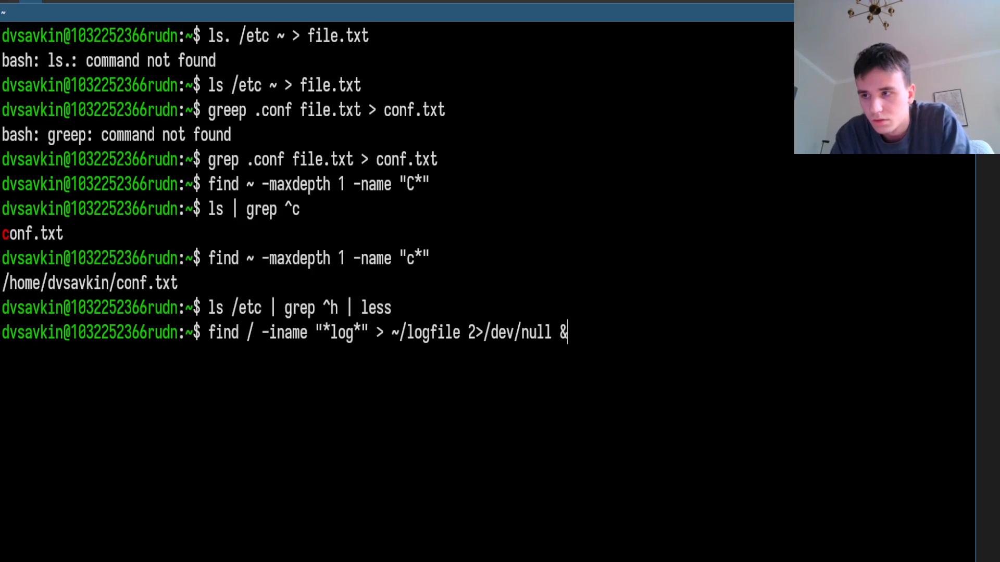 ~
dvsavkin@1032252366rudn:~$ ls. /etc ~ > file.txt
bash: ls.: command not found
dvsavkin@1032252366rudn:~$ ls /etc ~ > file.txt
dvsavkin@1032252366rudn:~$ greep .conf file.txt > conf.txt
bash: greep: command not found
dvsavkin@1032252366rudn:~$ grep .conf file.txt > conf.txt
dvsavkin@1032252366rudn:~$ find ~ -maxdepth 1 -name "C*"
dvsavkin@1032252366rudn:~$ ls | grep ^c
conf.txt
dvsavkin@1032252366rudn:~$ find ~ -maxdepth 1 -name "c*"
/home/dvsavkin/conf.txt
dvsavkin@1032252366rudn:~$ ls /etc | grep ^h | less
dvsavkin@1032252366rudn:~$ find / -iname "*log*" > ~/logfile 2>/dev/null &